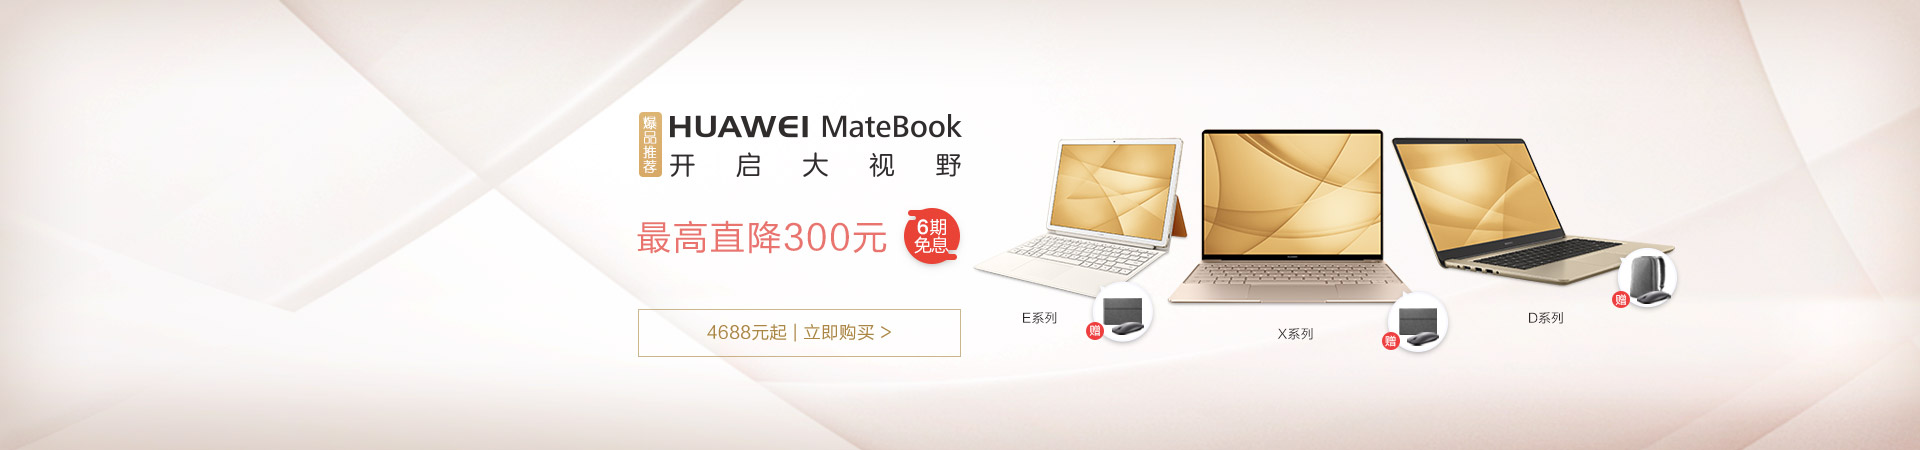 爆品推荐
HUAWEI MateBook
开启大视野
最高直降300元
6期
免息
4688元起 | 立即购买 >
E系列
赠
X系列
赠
D系列
赠